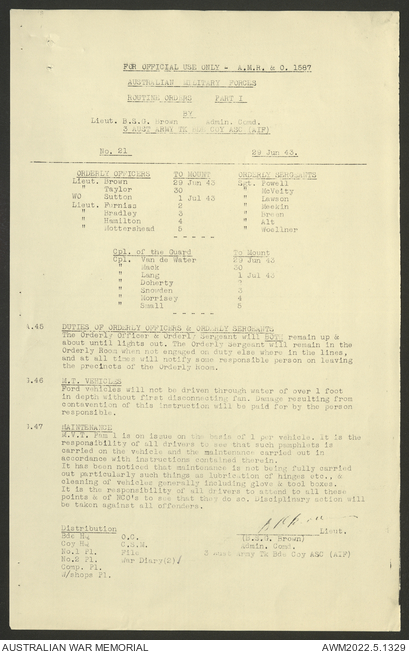 FOR OFFICIAL USE ONLY - A.M.R. & O. 1587
AUSTRALIAN MILITARY FORCES
ROUTINE ORDERS PART I
BY
Lieut. B.S.G. Brown Admin. Comd.
3 AUST ARMY TK BDE COY ASC (AIF)
No. 21 29 Jun 43.
ORDERLY OFFICERS TO MOUNT ORDERLY SERGEANTS
Lieut. Brown 29 Jun 43 Sgt. Powell
" Taylor 30 " McVeity
WO Sutton 1 Jul 43 " Lawson
Lieut. Furniss 2 " Meekin
" Bradley 3 " Breen
" Hamilton 4 " Alt
" Mottershead 5 " Woellner
Cpl. of the Guard To Mount
Cpl. Van de Water 29 Jun 43
" Mack 30
" Lang 1 Jul 43
" Doherty 2
" Snowden 3
" Morrisey 4
" Small 5
1.45 DUTIES OF ORDERLY OFFICERS & ORDERLY SERGEANTS
The Orderly Officer & Orderly Sergeant will BOTH remain up &
about until lights out. The Orderly Sergeant will remain in the
Orderly Room when not engaged on duty else where in the lines,
and at all times will notify some responsible person on leaving
the precincts of the Orderly Room.
1.46 M.T. VEHICLES
Ford vehicles will not be driven through water of over 1 foot
in depth without first disconnecting fan. Damage resulting from
contavention of this instruction will be paid for by the person
responsible.
1.47 MAINTENANCE
M.V.T. Pam 1 is on issue on the basis of 1 per vehicle. It is the
responsibility of all drivers to see that such pamphlets is
carried on the vehicle and the maintenance carried out in
accordance with instructions contained therein.
It has been noticed that maintenance is not being fully carried
out particularly such things as lubrication of hinges etc., &
cleaning of vehicles generally including glove & tool boxes.
It is the responsibility of all drivers to attend to all these
points & of NCO's to see that they do so. Disciplinary action will
be taken against all offenders.
Distribution
Bde HQ O.C. Lieut.
Coy HQ C.S.M. (B.S.G. Brown)
No.1 Pl. File Admin. Comd.
No.2 Pl. War Diary(2)/ 3 Aust Army Tk Bde Coy ASC (AIF)
Comp. Pl.
W/shops Pl.
AUSTRALIAN WAR MEMORIAL AWM2022.5.1329